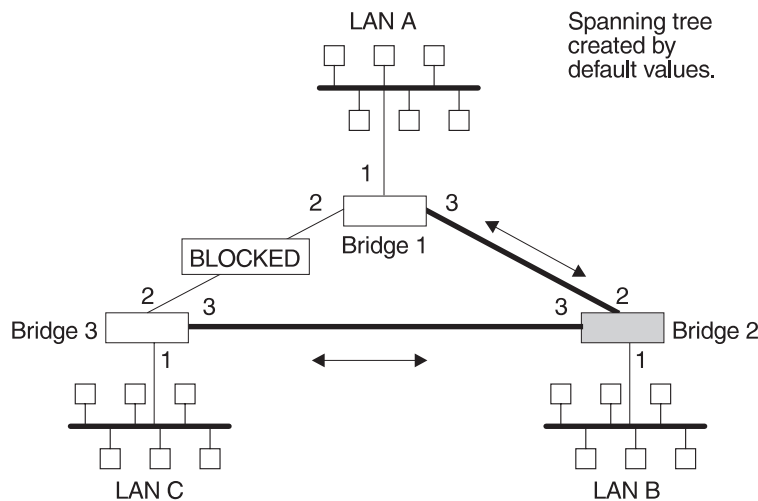 LAN A
Spanning tree
created by
default values.
1
2
3
Bridge 1
BLOCKED
2
3
3
2
Bridge 3
Bridge 2
1
1
LAN C
LAN B